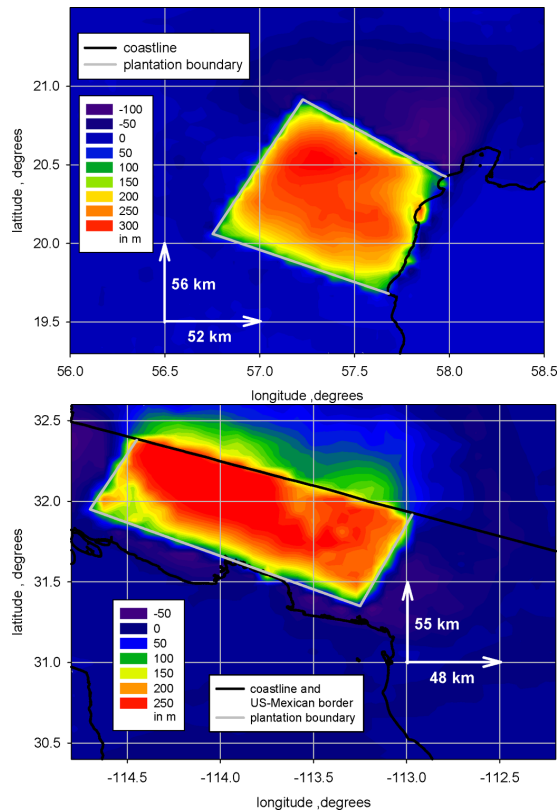 21.0
20.5
20.0
19.5
latitude , degrees
coastline
plantation boundary
-100
-50
0
50
100
150
200
250
300
in m
56 km
52 km
56.0
56.5
57.0
57.5
58.0
58.5
longitude ,degrees
32.5
32.0
31.5
31.0
30.5
latitude , degrees
-50
0
50
100
150
200
250
in m
coastline and
US-Mexican border
plantation boundary
55 km
48 km
-114.5
-114.0
-113.5
-113.0
-112.5
longitude ,degrees